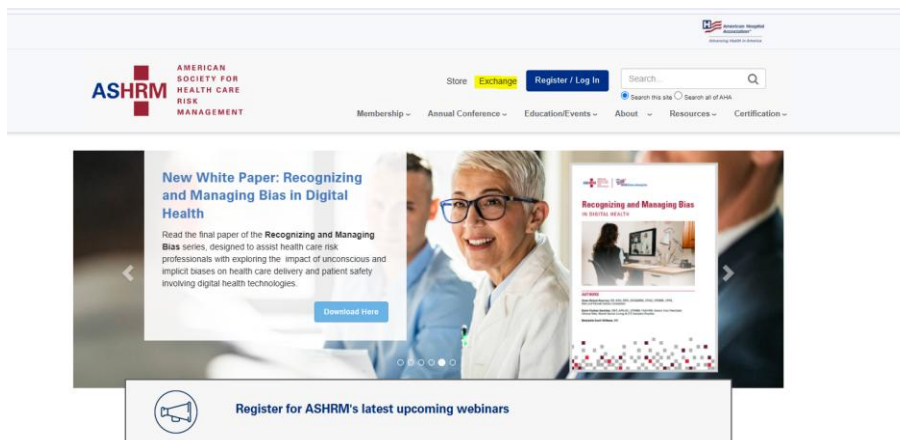 American Hospital
Association
Advancing Health in America
AMERICAN
SOCIETY FOR
HEALTH CARE
RISK
MANAGEMENT
ASHRM
Store Exchange Register / Log In Search...
Search this site Search all of AHA
Membership Annual Conference Education/Events About Resources Certification
New White Paper: Recognizing
and Managing Bias in Digital
Health
Read the final paper of the Recognizing and Managing
Bias series, designed to assist health care risk
professionals with exploring the impact of unconscious and
implicit biases on health care delivery and patient safety
involving digital health technologies.
Download Here
Recognizing and Managing Bias
IN DIGITAL HEALTH
AUTHORS
Register for ASHRM's latest upcoming webinars